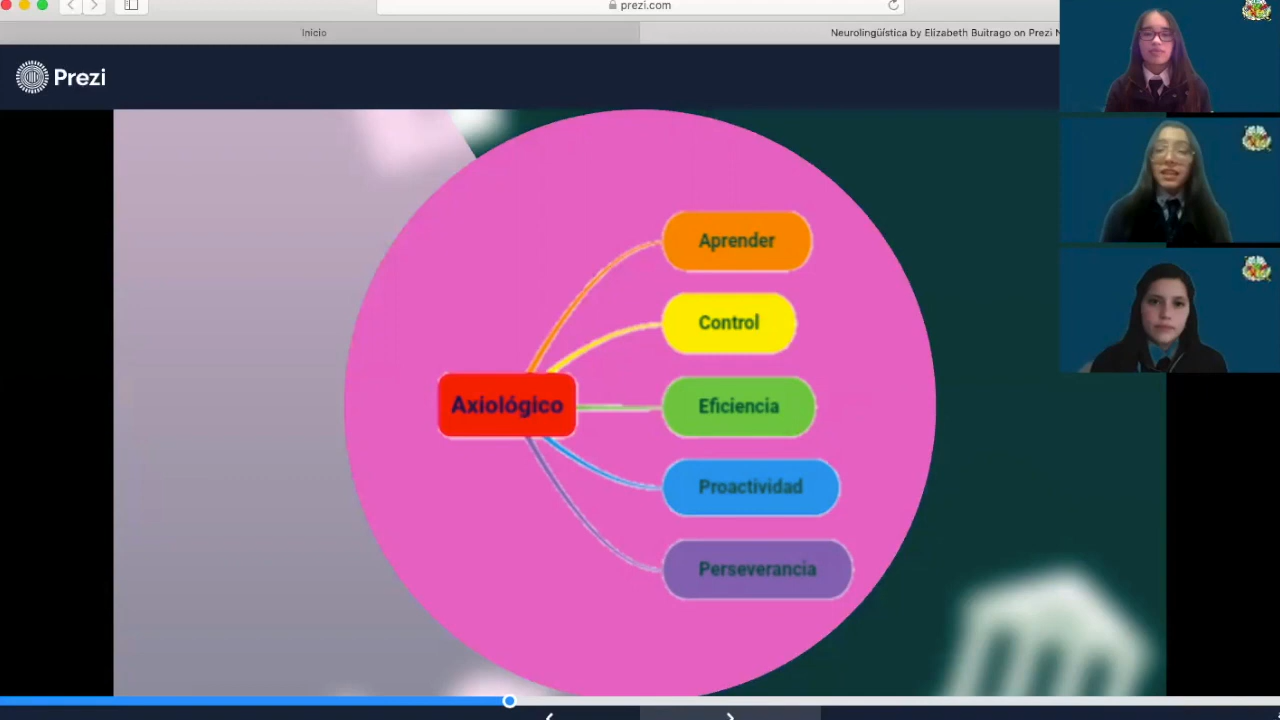 prezi.com
Inicio
Neurolingüística by Elizabeth Buitrago on Prezi N
Prezi
Aprender
Control
Axiológico
Eficiencia
Proactividad
Perseverancia